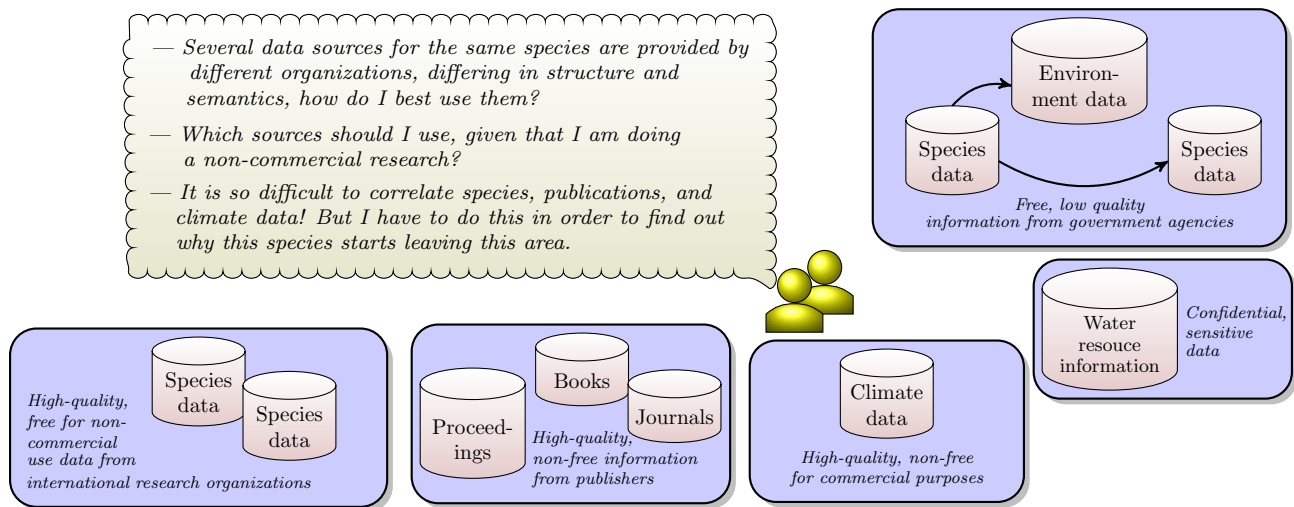 — Several data sources for the same species are provided by
different organizations, differing in structure and
semantics, how do I best use them?
— Which sources should I use, given that I am doing
a non-commercial research?
— It is so difficult to correlate species, publications, and
climate data! But I have to do this in order to find out
why this species starts leaving this area.
Environ-
ment data
Species
data
Species
data
Free, low quality
information from government agencies
Water
resouce
information
Confidential,
sensitive
data
Species
data
Species
data
High-quality,
free for non-
commercial
use data from
international research organizations
Books
Proceed-
ings
Journals
High-quality,
non-free information
from publishers
Climate
data
High-quality, non-free
for commercial purposes